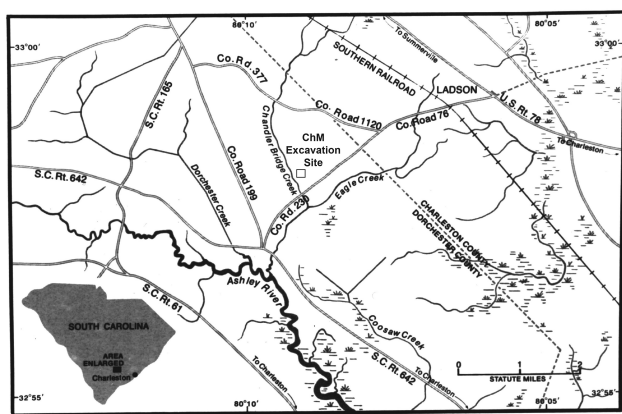 80°10'
80°05'
33°00'
33°00'
To Summerville
SOUTHERN RAILROAD
LADSON
U.S. Rt. 78
Co. Rd. 377
S.C. Rt. 165
Co. Road 1120
Co. Road 76
Chandler Bridge Creek
ChM
Excavation
Site
To Charleston
S.C. Rt. 642
Dorchester Creek
Co. Road 199
Co. Rd. 230
Eagle Creek
CHARLESTON COUNTY
DORCHESTER COUNTY
Ashley River
S.C. Rt. 61
SOUTH CAROLINA
AREA
ENLARGED
Charleston
Coosaw Creek
To Charleston
S.C. Rt. 642
To Charleston
0 1 2
STATUTE MILES
32°55'
32°55'
80°10'
80°05'